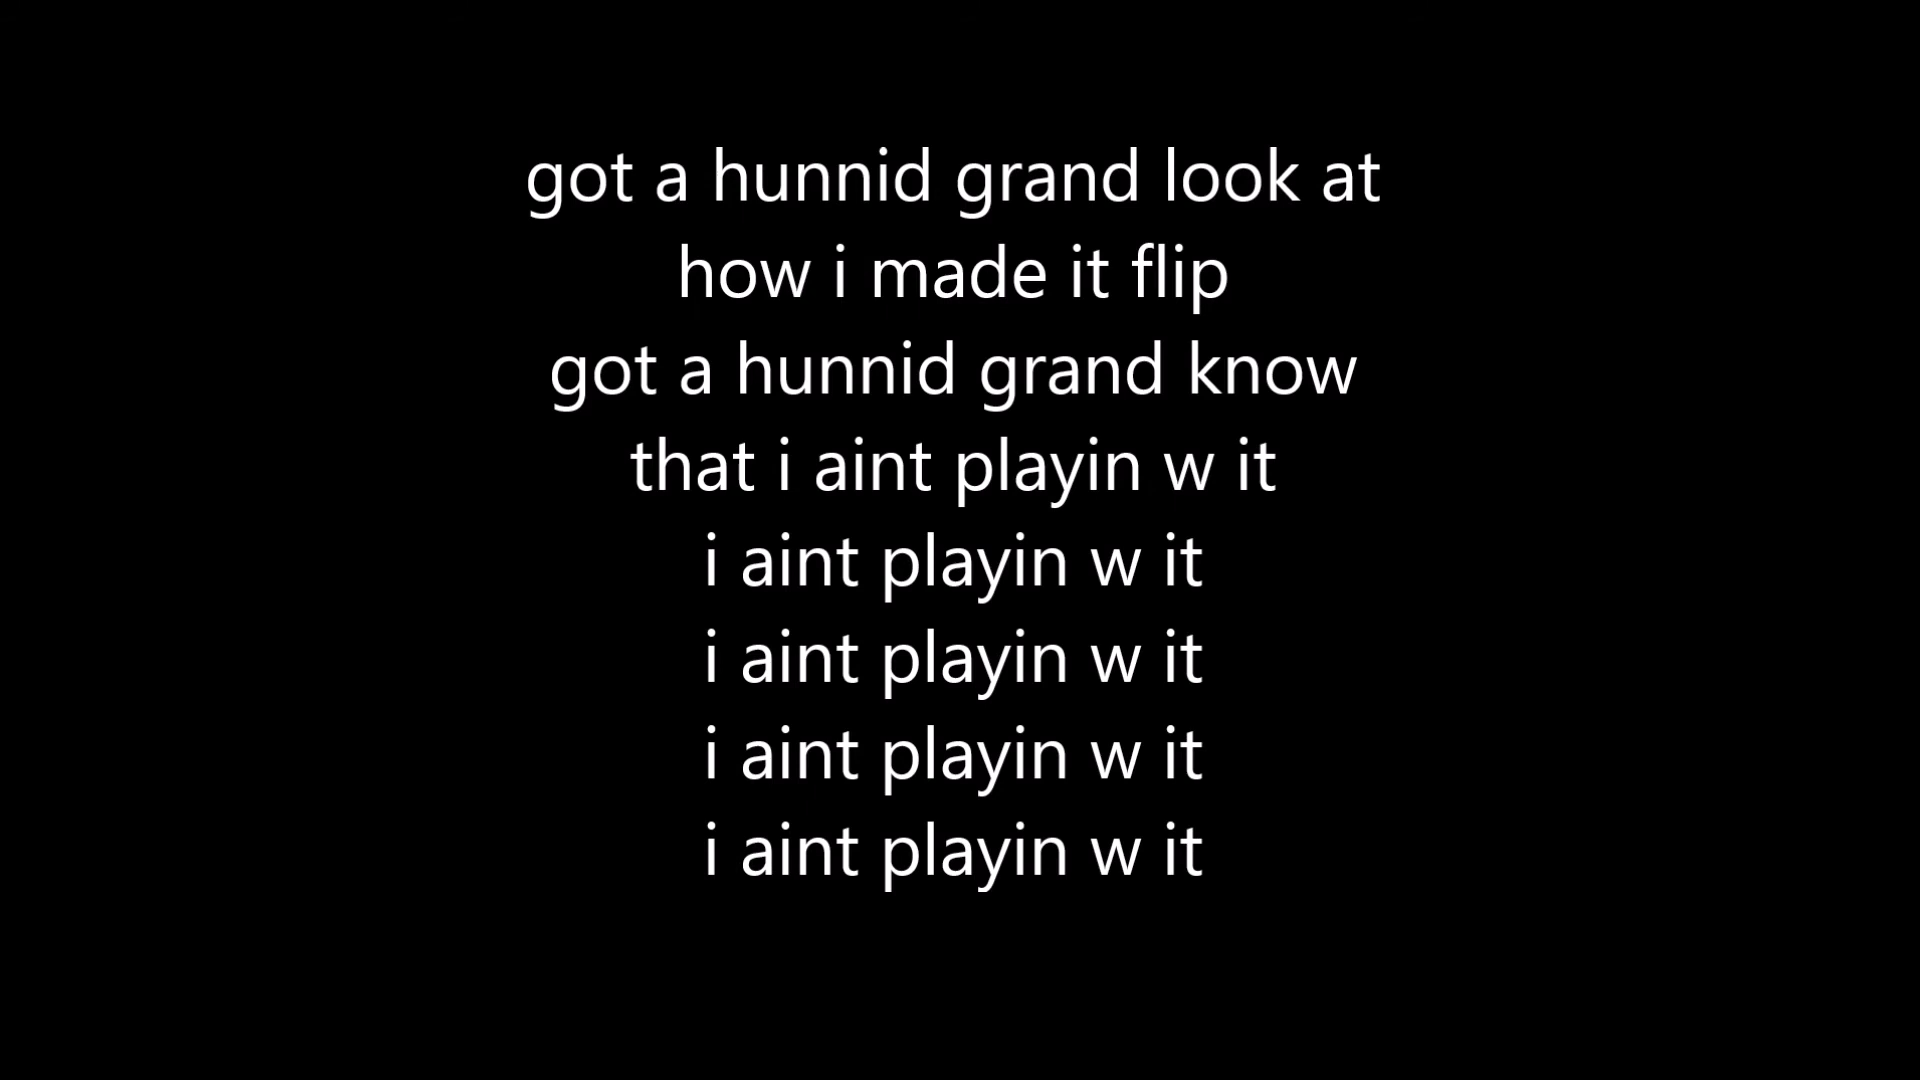 got a hunnid grand look at
how i made it flip
got a hunnid grand know
that i aint playin w it
i aint playin w it
i aint playin w it
i aint playin w it
i aint playin w it